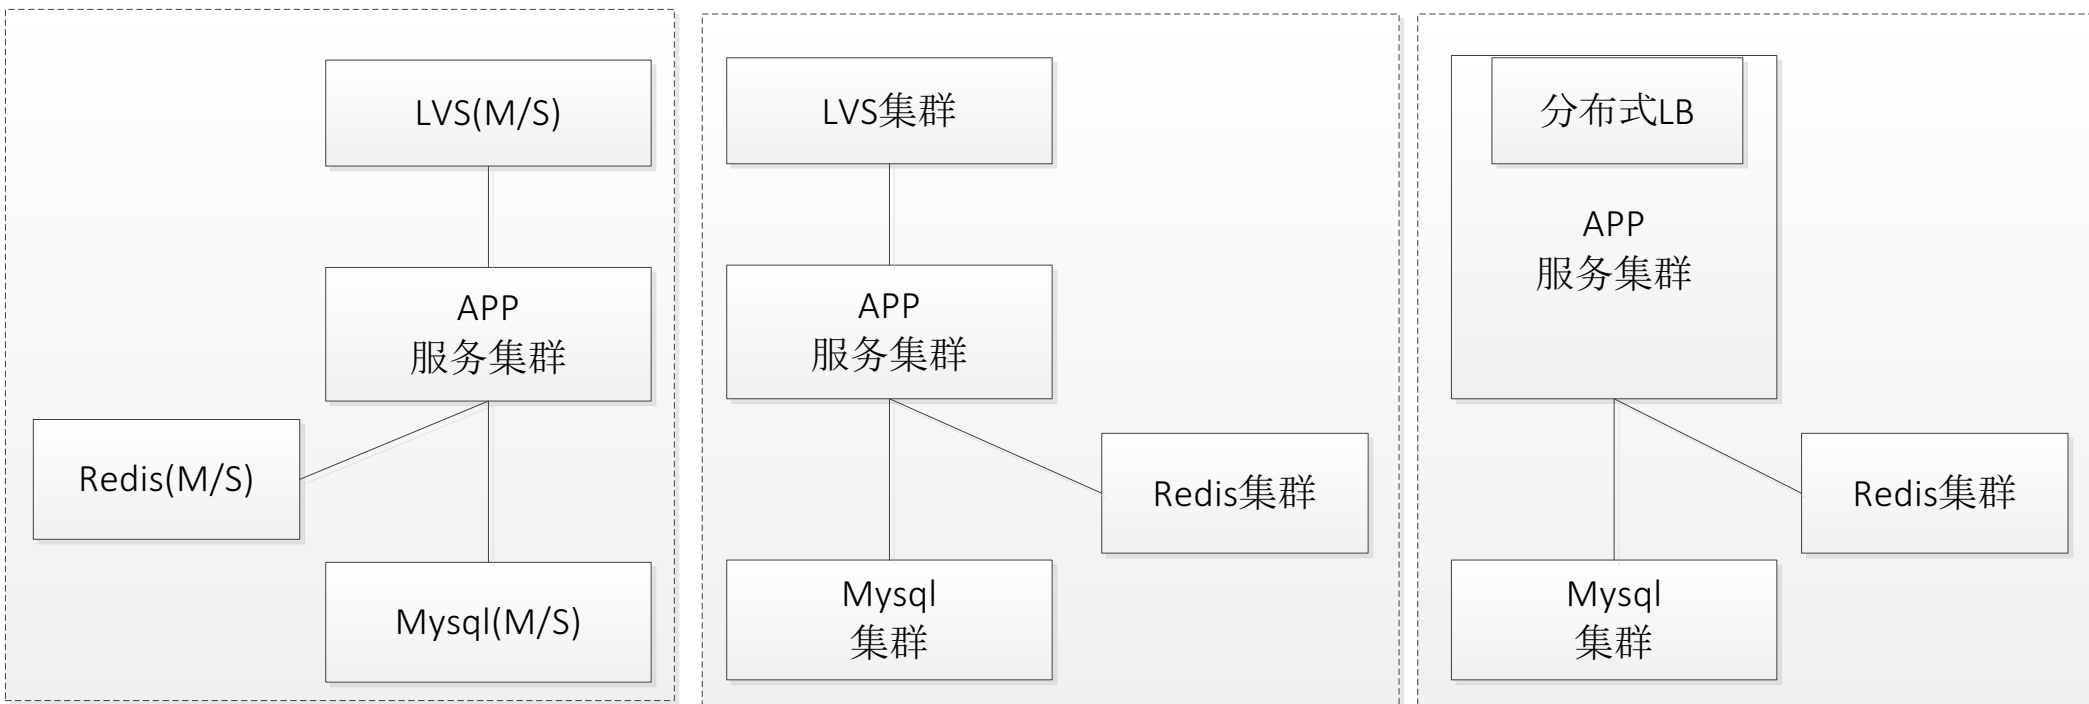 LVS(M/S)
APP
服务集群
Redis(M/S)
Mysql(M/S)
LVS集群
APP
服务集群
Redis集群
Mysql
集群
分布式LB
APP
服务集群
Redis集群
Mysql
集群